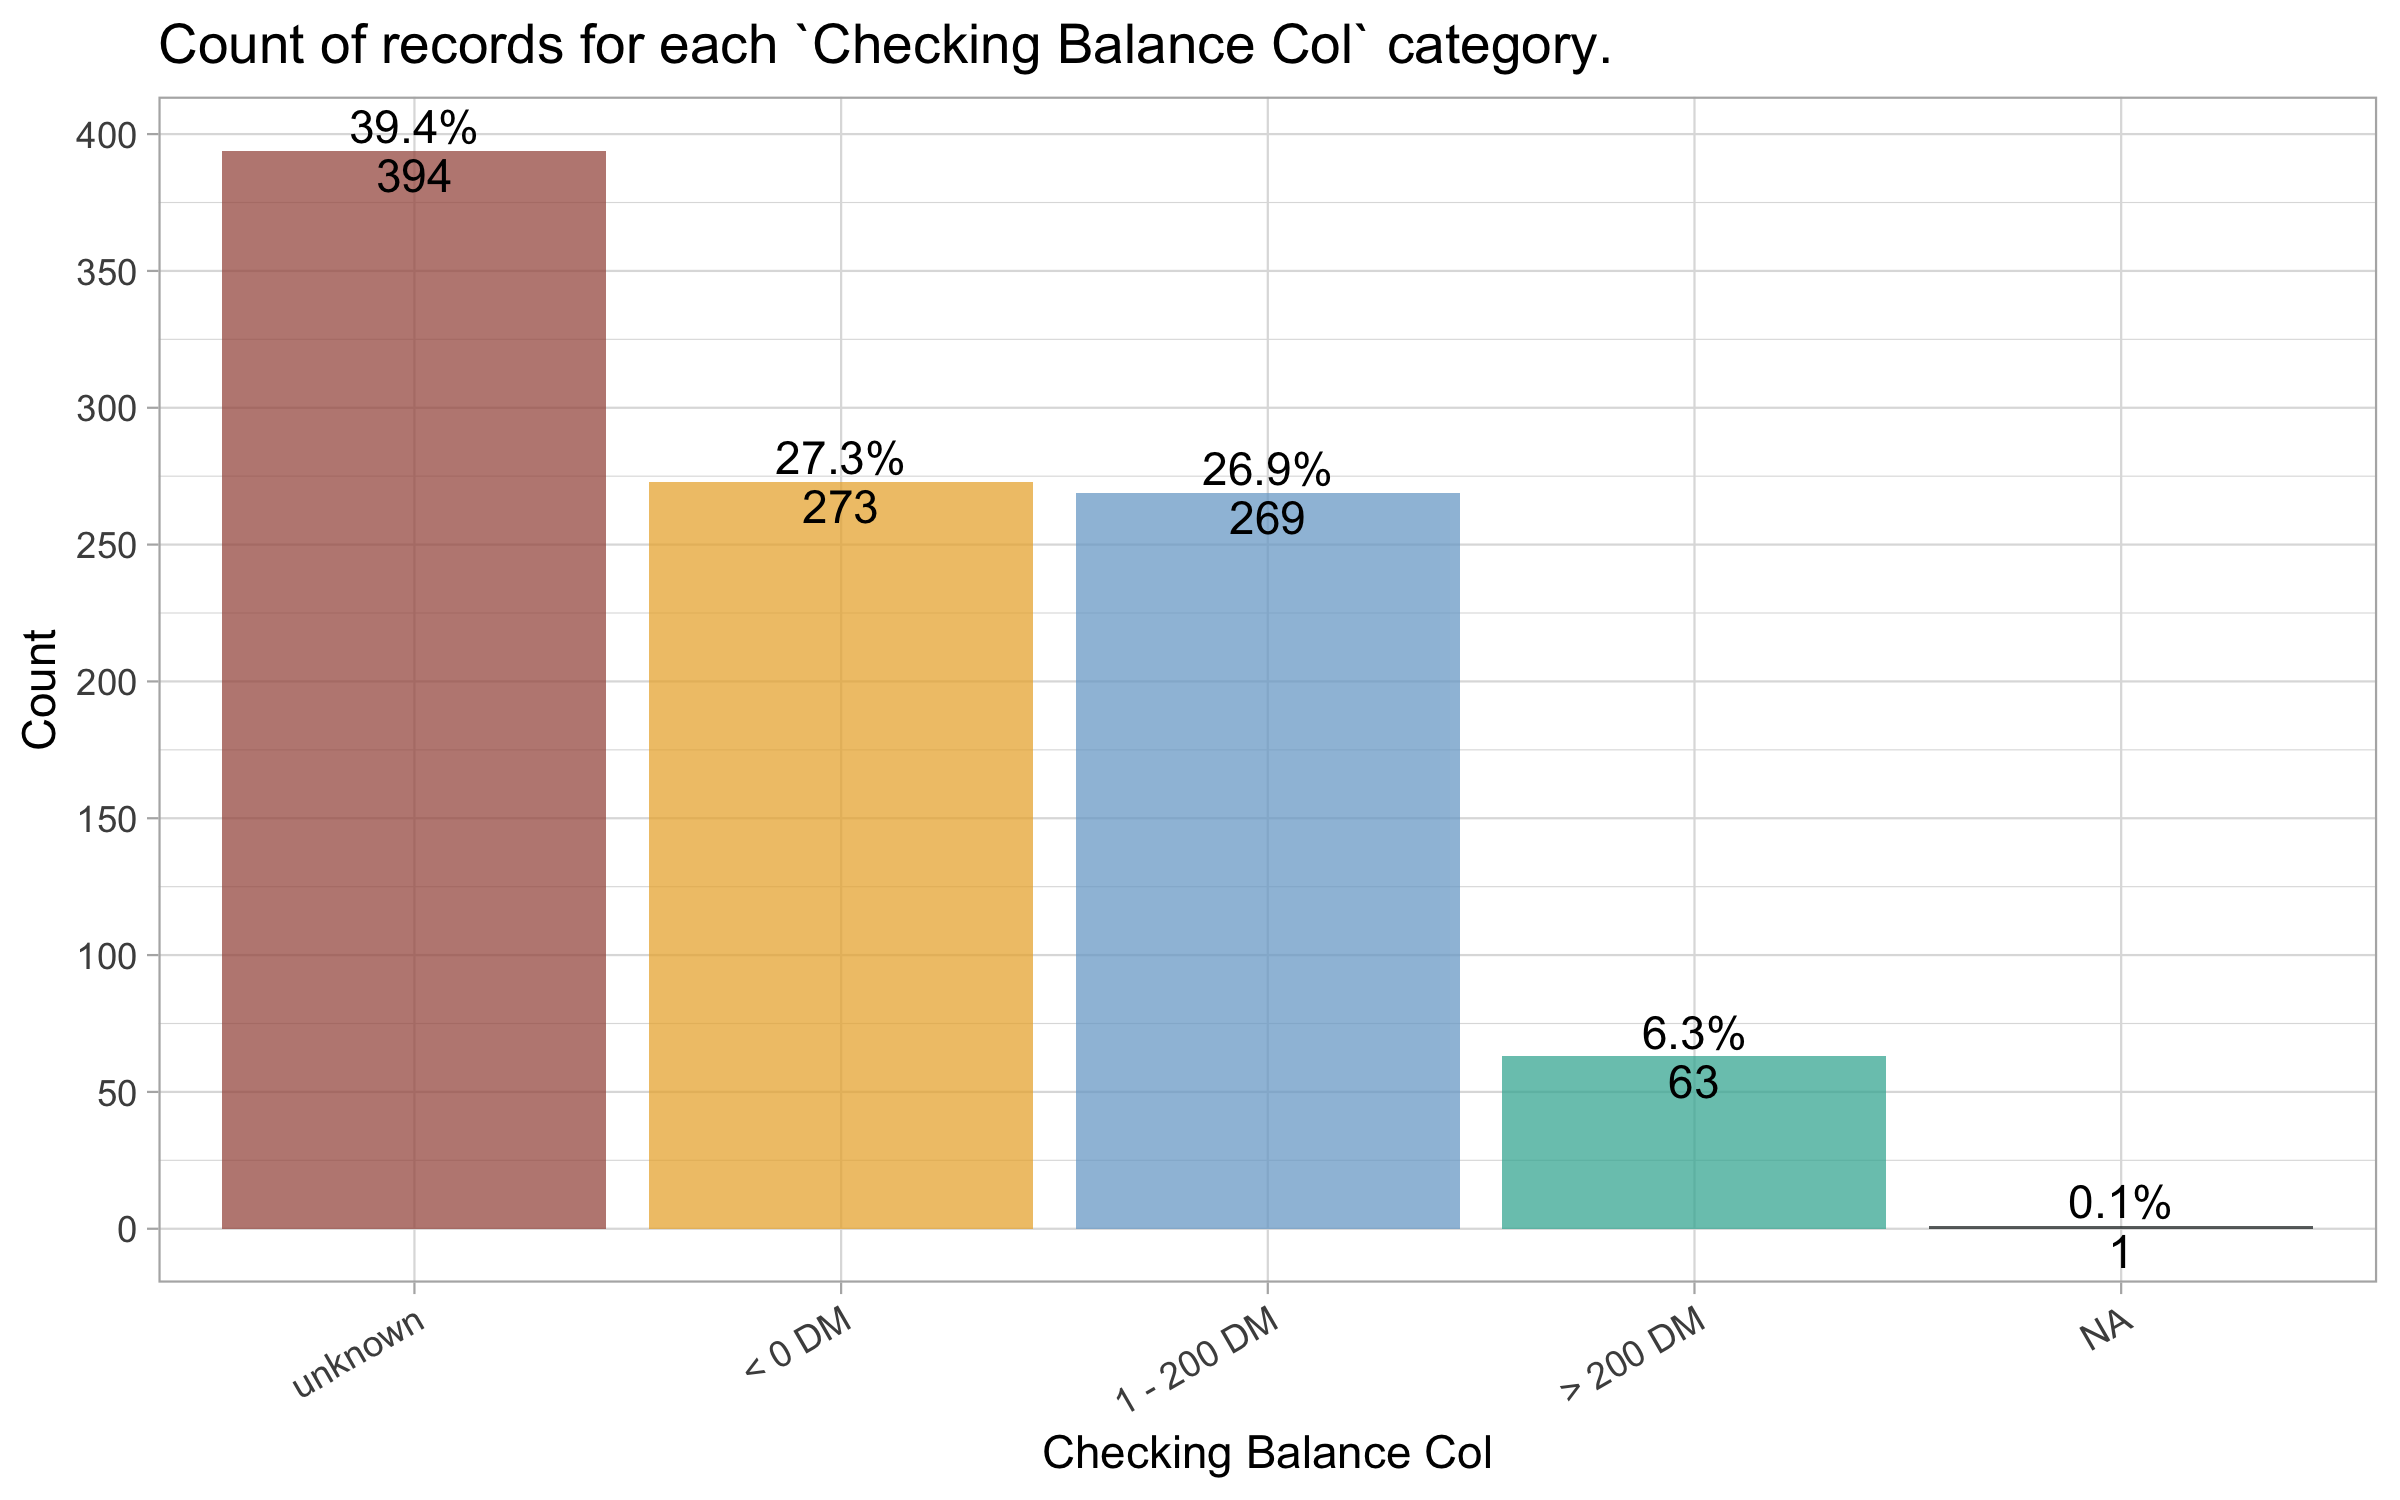 Count of records for each `Checking Balance Col` category.
400
350
300
250
200
150
100
50
0
Count
39.4%
394
27.3%
273
26.9%
269
6.3%
63
0.1%
1
unknown
< 0 DM
1 - 200 DM
> 200 DM
NA
Checking Balance Col